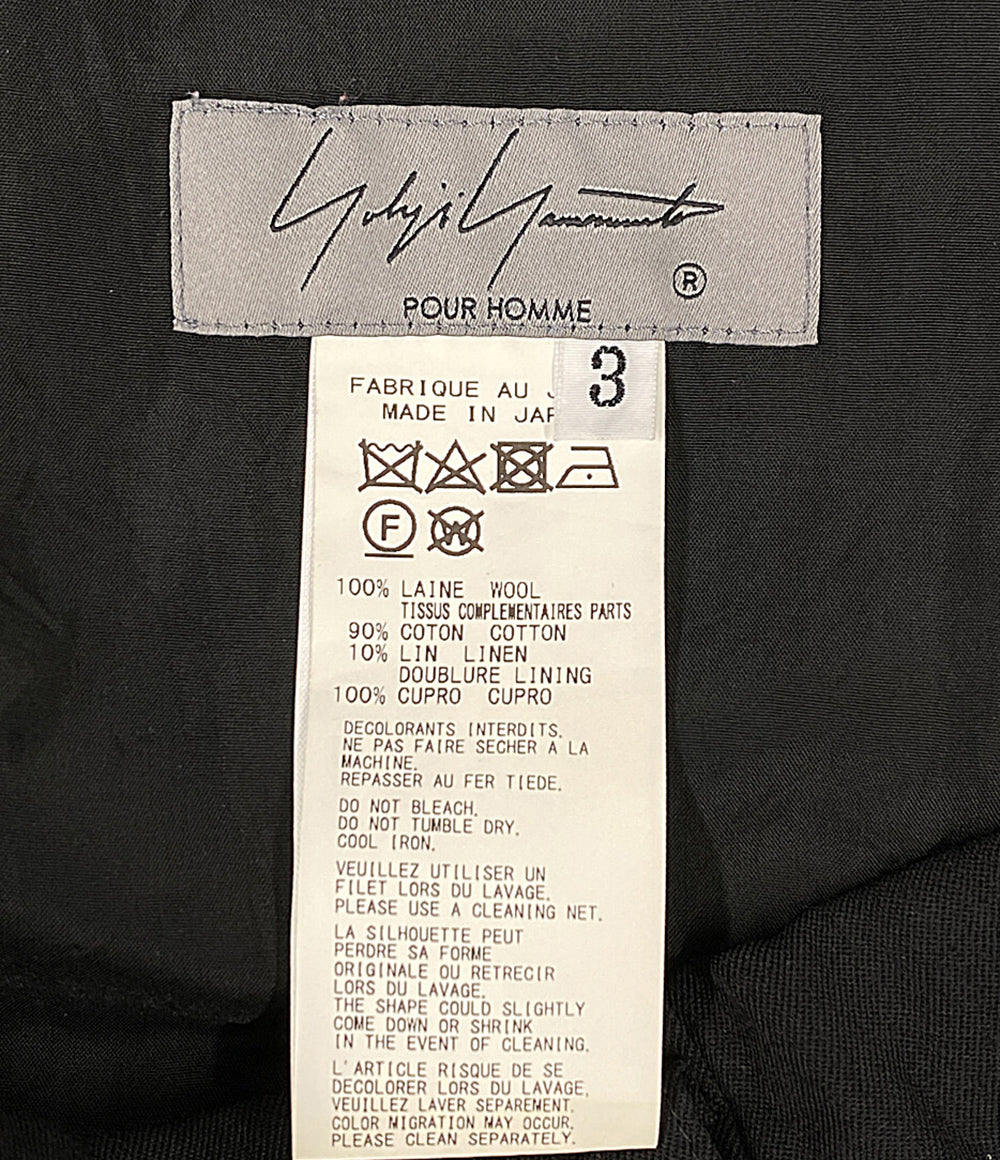 Yohji Yamamoto
®
POUR HOMME
3
FABRIQUE AU J
MADE IN JAP
F
W
100% LAINE WOOL
TISSUS COMPLEMENTAIRES PARTS
90% COTON COTTON
10% LIN LINEN
DOUBLURE LINING
100% CUPRO CUPRO
DECOLORANTS INTERDITS.
NE PAS FAIRE SECHER A LA
MACHINE.
REPASSER AU FER TIEDE.
DO NOT BLEACH.
DO NOT TUMBLE DRY.
COOL IRON.
VEUILLEZ UTILISER UN
FILET LORS DU LAVAGE.
PLEASE USE A CLEANING NET.
LA SILHOUETTE PEUT
PERDRE SA FORME
ORIGINALE OU RETRECIR
LORS DU LAVAGE.
THE SHAPE COULD SLIGHTLY
COME DOWN OR SHRINK
IN THE EVENT OF CLEANING.
L'ARTICLE RISQUE DE SE
DECOLORER LORS DU LAVAGE,
VEUILLEZ LAVER SEPAREMENT.
COLOR MIGRATION MAY OCCUR,
PLEASE CLEAN SEPARATELY.